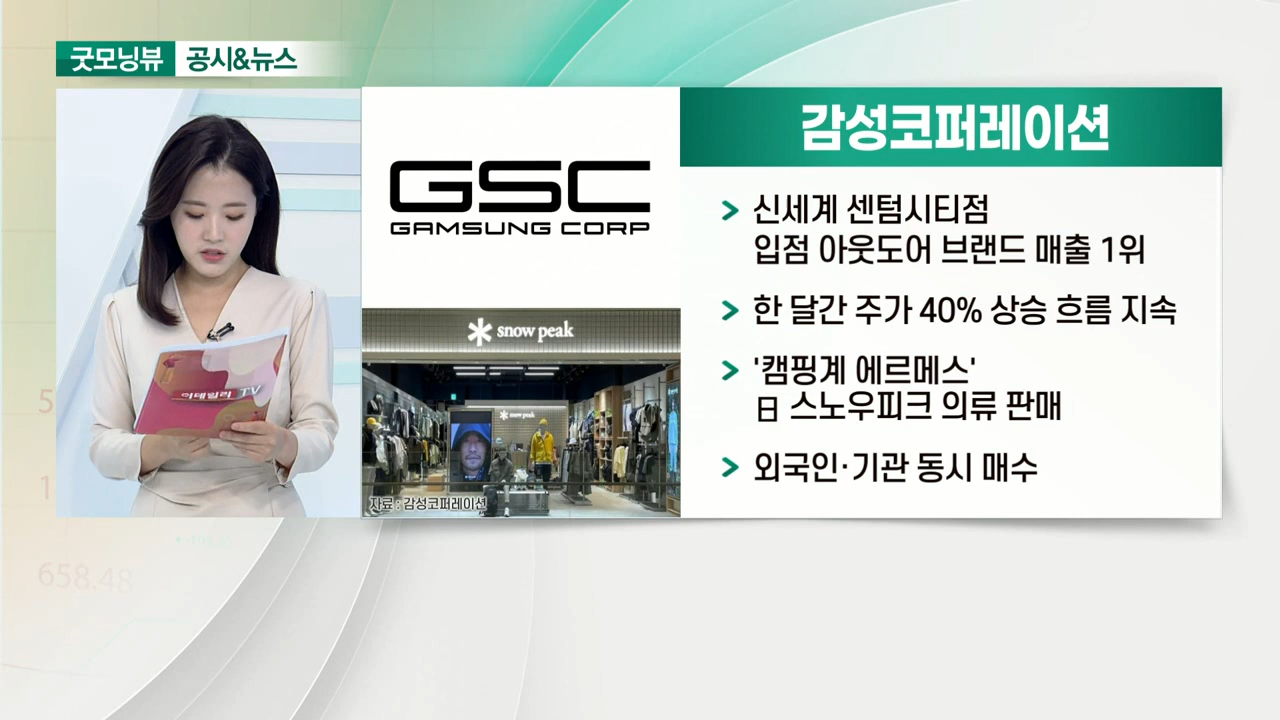 굿모닝뷰 공시&뉴스
GSC
GAMSUNG CORP
snow peak
snow peak
자료 : 감성코퍼레이션
이데일리 TV
감성코퍼레이션
신세계 센텀시티점
입점 아웃도어 브랜드 매출 1위
한 달간 주가 40% 상승 흐름 지속
'캠핑계 에르메스'
日 스노우피크 의류 판매
외국인·기관 동시 매수
658.48